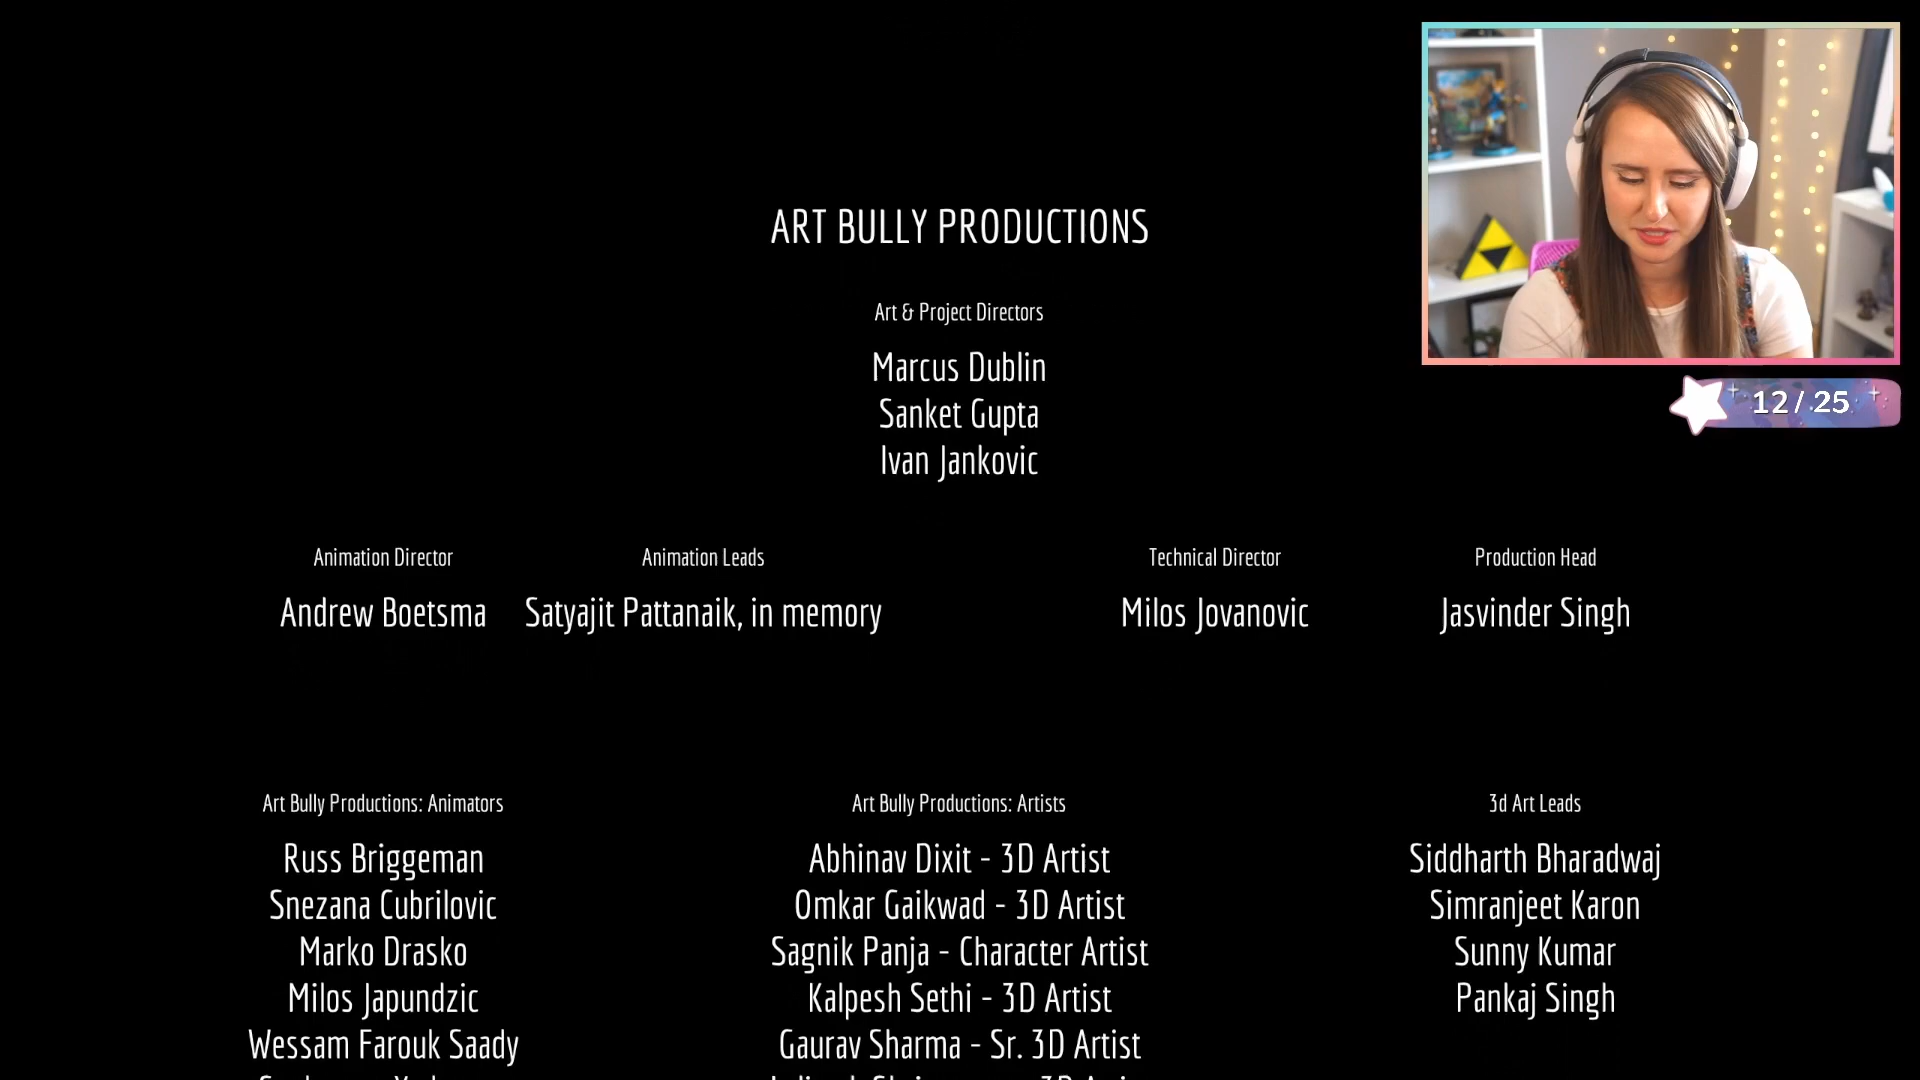 ART BULLY PRODUCTIONS
12 / 25
Art & Project Directors
Marcus Dublin
Sanket Gupta
Ivan Jankovic
Animation Director
Andrew Boetsma
Animation Leads
Satyajit Pattanaik, in memory
Technical Director
Milos Jovanovic
Production Head
Jasvinder Singh
Art Bully Productions: Animators
Russ Briggeman
Snezana Cubrilovic
Marko Drasko
Milos Japundzic
Wessam Farouk Saady
Art Bully Productions: Artists
Abhinav Dixit - 3D Artist
Omkar Gaikwad - 3D Artist
Sagnik Panja - Character Artist
Kalpesh Sethi - 3D Artist
Gaurav Sharma - Sr. 3D Artist
3d Art Leads
Siddharth Bharadwaj
Simranjeet Karon
Sunny Kumar
Pankaj Singh